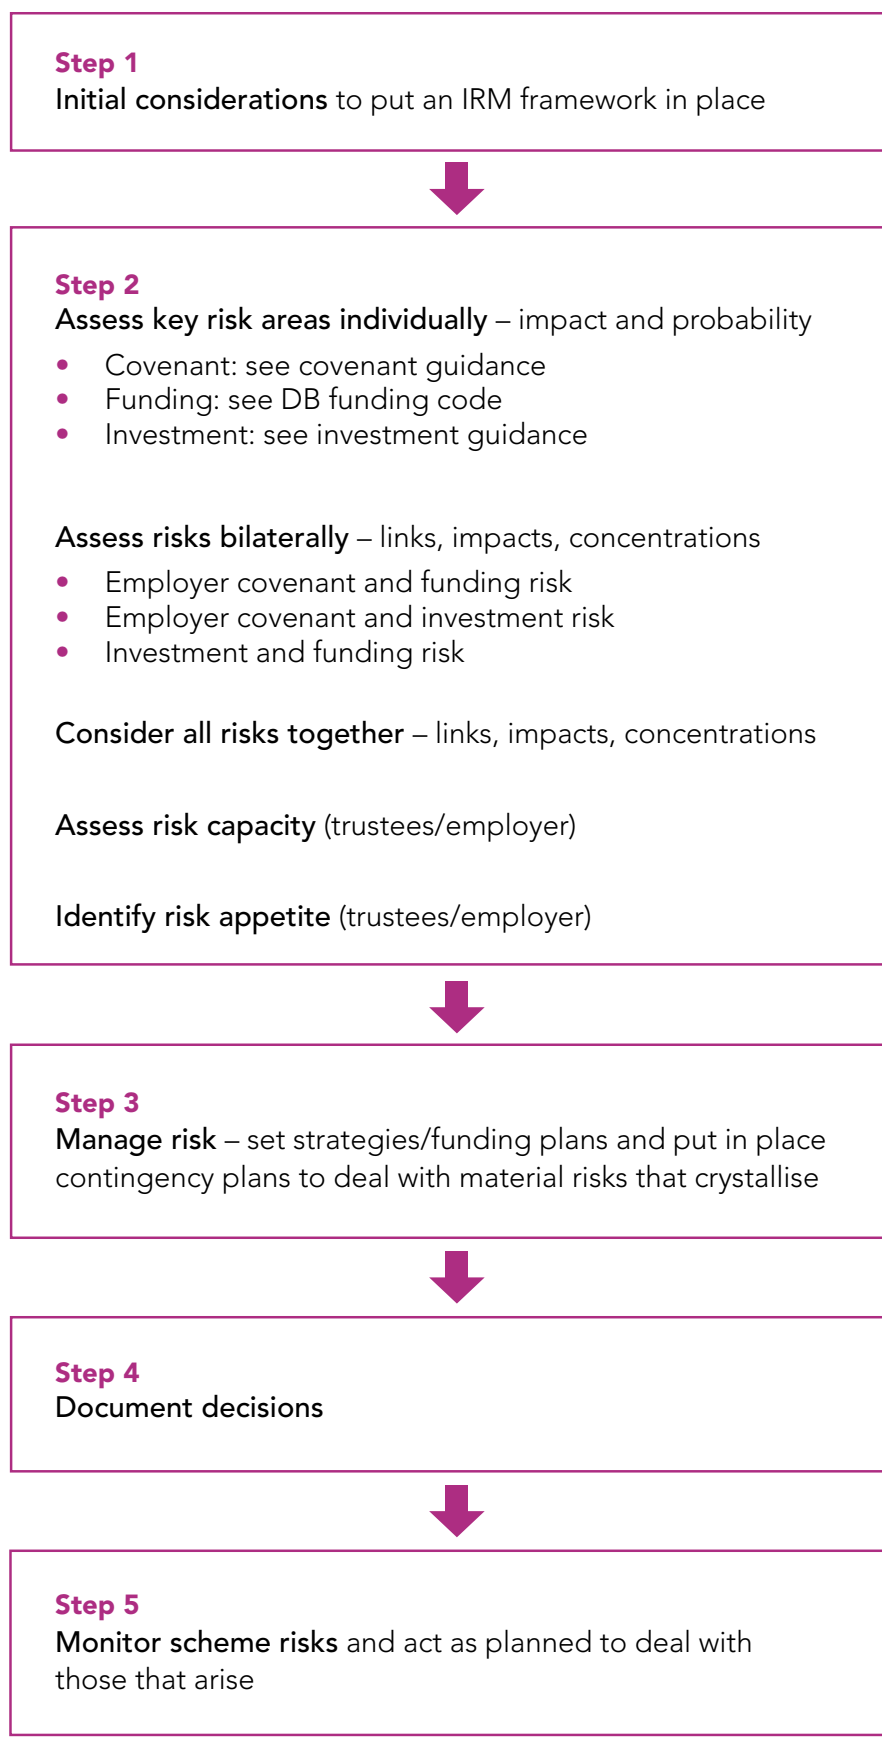 Step 1
Initial considerations to put an IRM framework in place
Step 2
Assess key risk areas individually – impact and probability
• Covenant: see covenant guidance
• Funding: see DB funding code
• Investment: see investment guidance
Assess risks bilaterally – links, impacts, concentrations
• Employer covenant and funding risk
• Employer covenant and investment risk
• Investment and funding risk
Consider all risks together – links, impacts, concentrations
Assess risk capacity (trustees/employer)
Identify risk appetite (trustees/employer)
Step 3
Manage risk – set strategies/funding plans and put in place
contingency plans to deal with material risks that crystallise
Step 4
Document decisions
Step 5
Monitor scheme risks and act as planned to deal with
those that arise